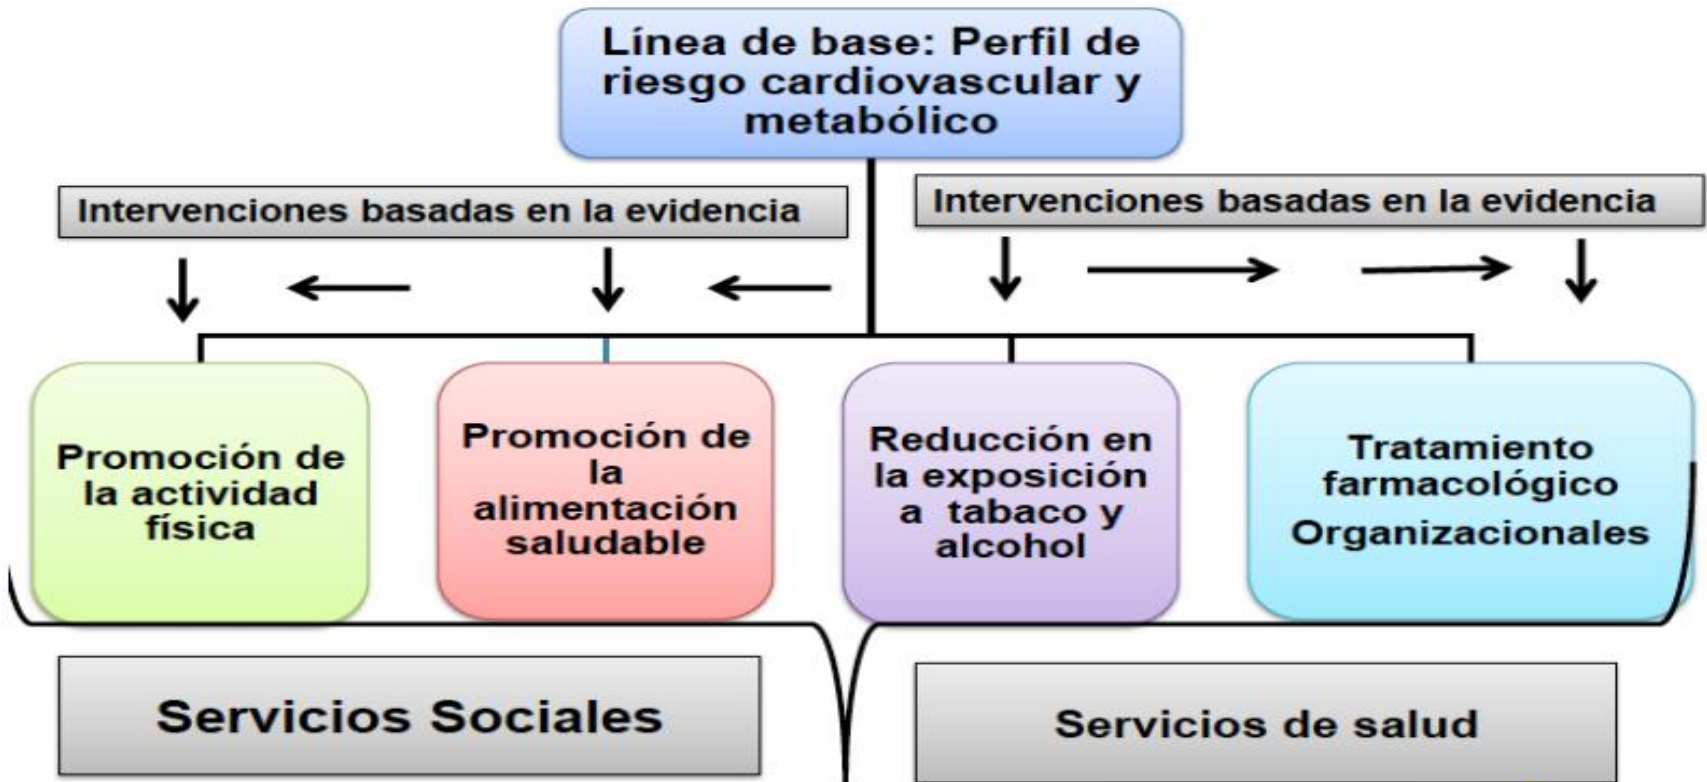 Línea de base: Perfil de
riesgo cardiovascular y
metabólico
Intervenciones basadas en la evidencia
Intervenciones basadas en la evidencia
Promoción de
la actividad
física
Promoción de
la
alimentación
saludable
Reducción en
la exposición
a tabaco y
alcohol
Tratamiento
farmacológico
Organizacionales
Servicios Sociales
Servicios de salud